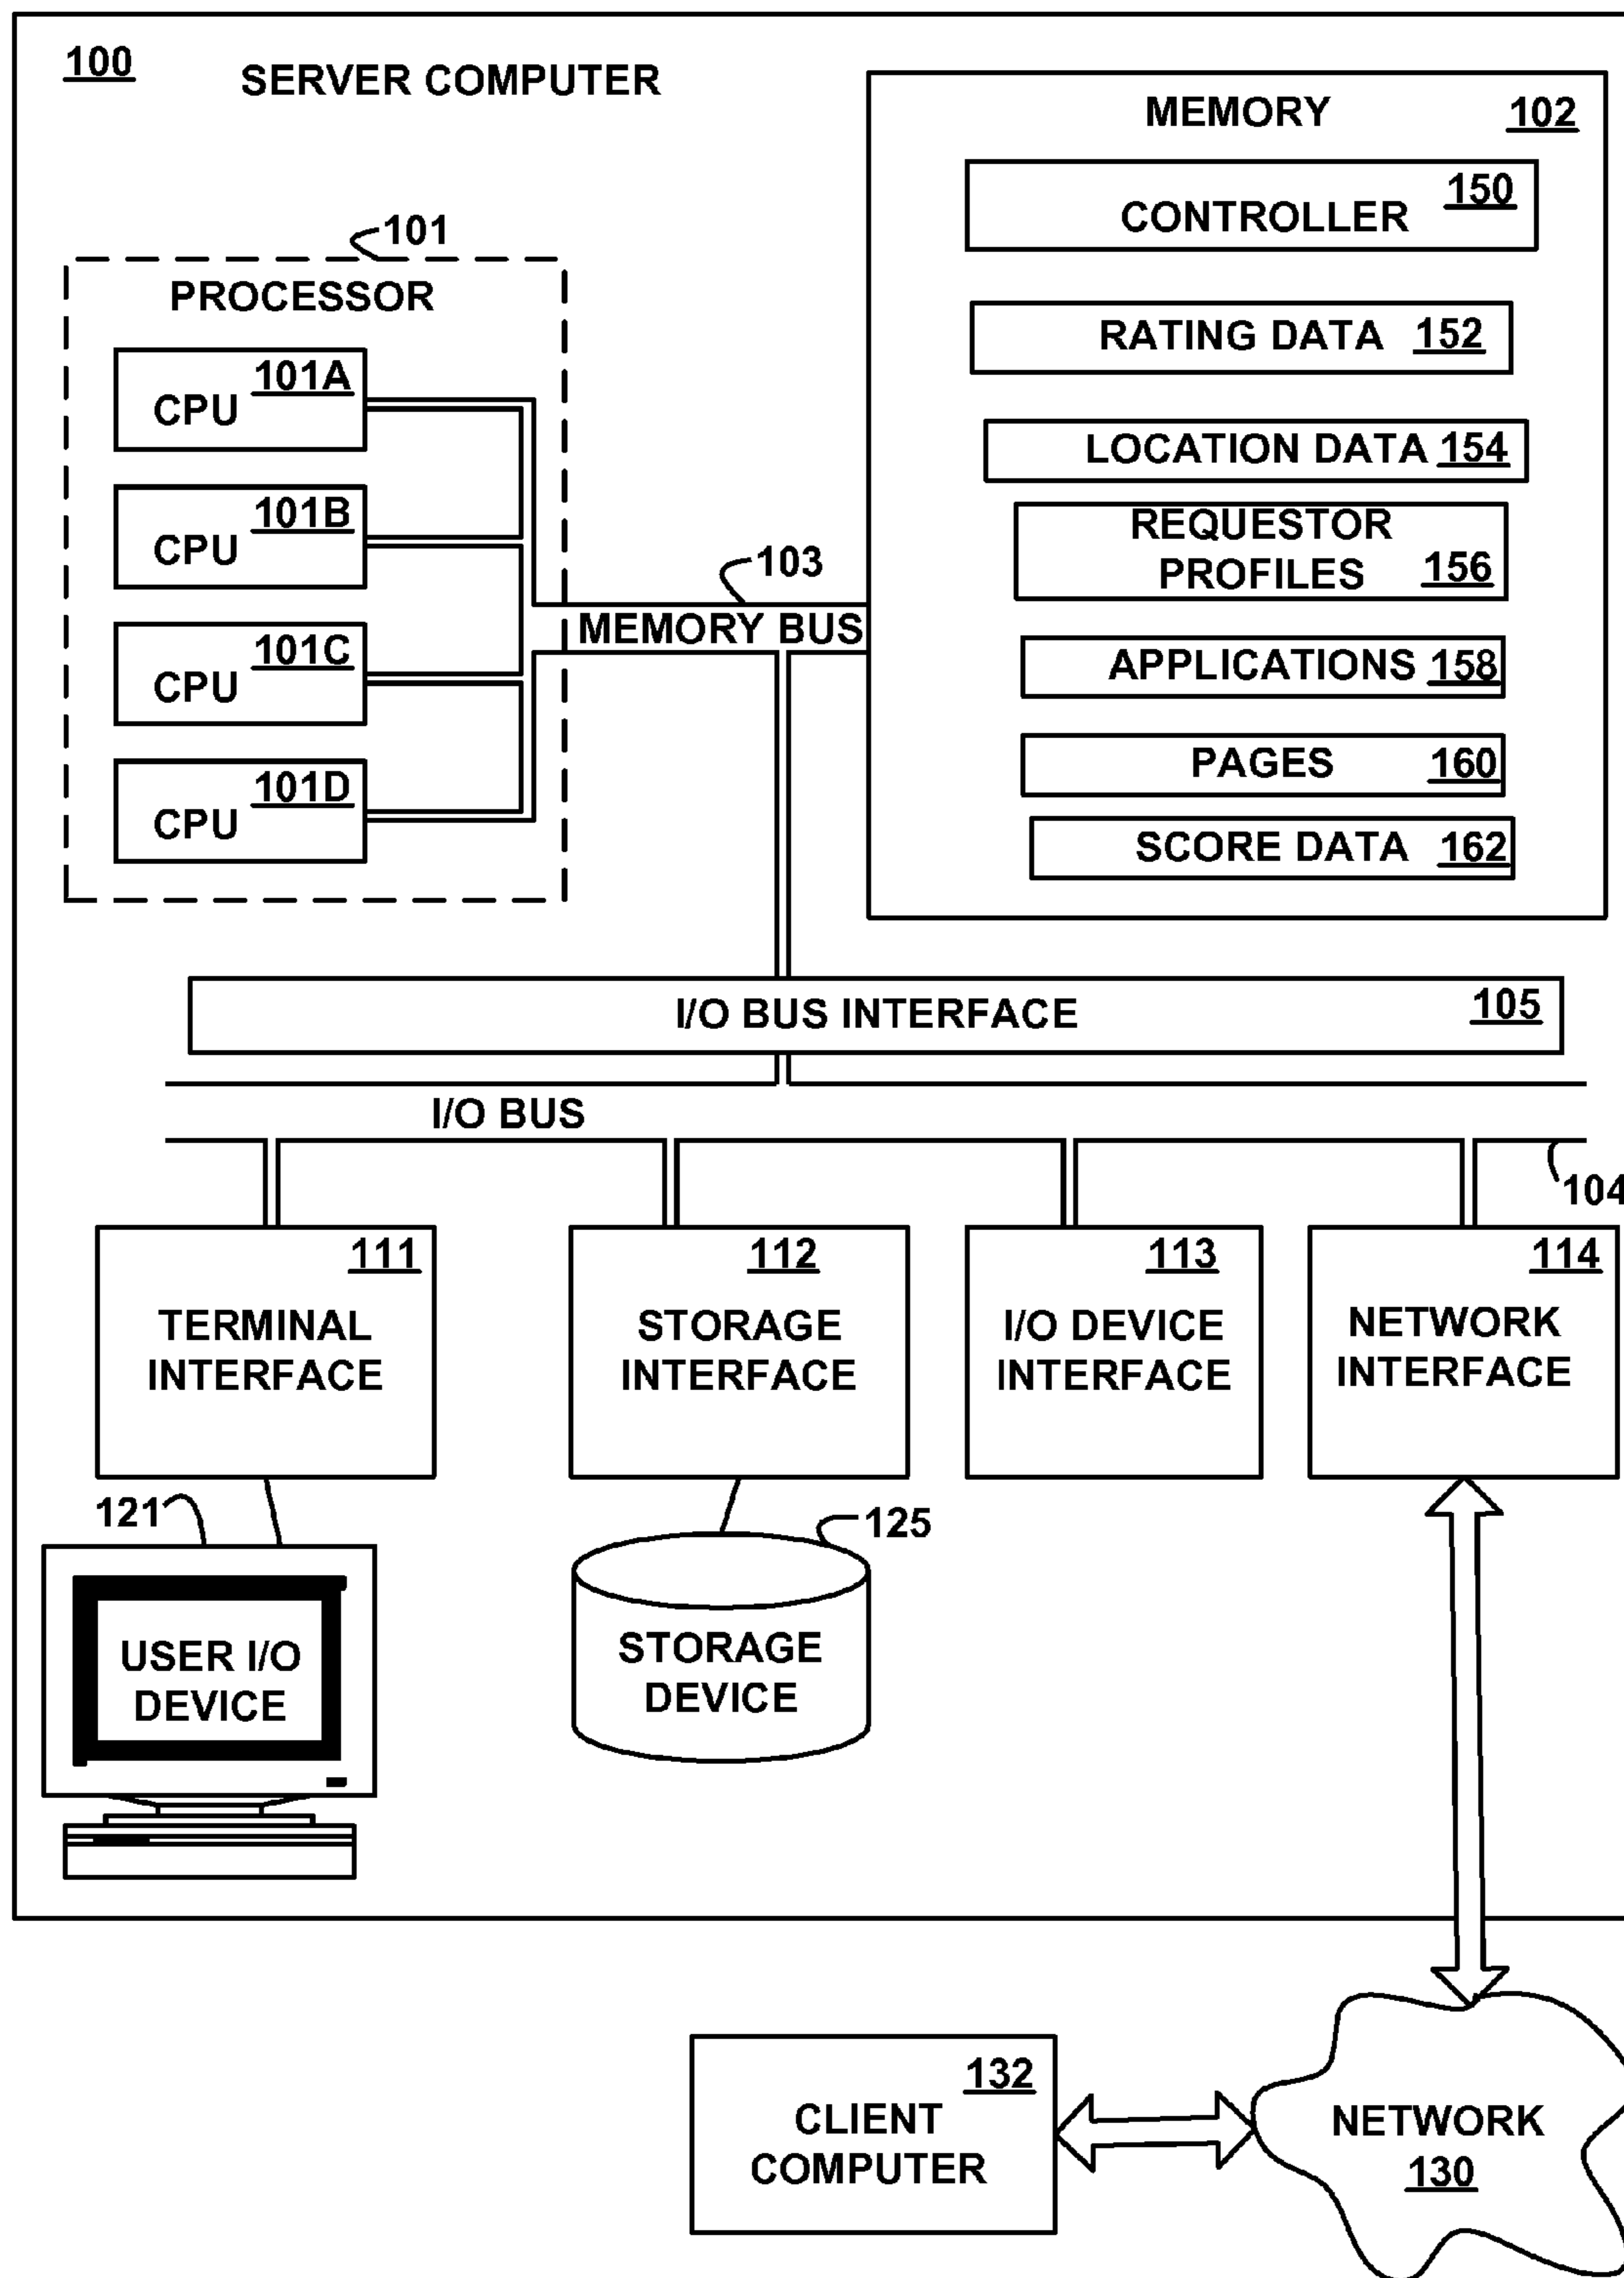 100
SERVER COMPUTER
MEMORY 102
150
CONTROLLER
RATING DATA 152
LOCATION DATA 154
REQUESTOR
PROFILES 156
APPLICATIONS 158
PAGES 160
SCORE DATA 162
101
PROCESSOR
101A
CPU
101B
CPU
101C
CPU
101D
CPU
103
MEMORY BUS
I/O BUS INTERFACE 105
I/O BUS
104
111
TERMINAL
INTERFACE
112
STORAGE
INTERFACE
113
I/O DEVICE
INTERFACE
114
NETWORK
INTERFACE
121
USER I/O
DEVICE
125
STORAGE
DEVICE
132
CLIENT
COMPUTER
NETWORK
130